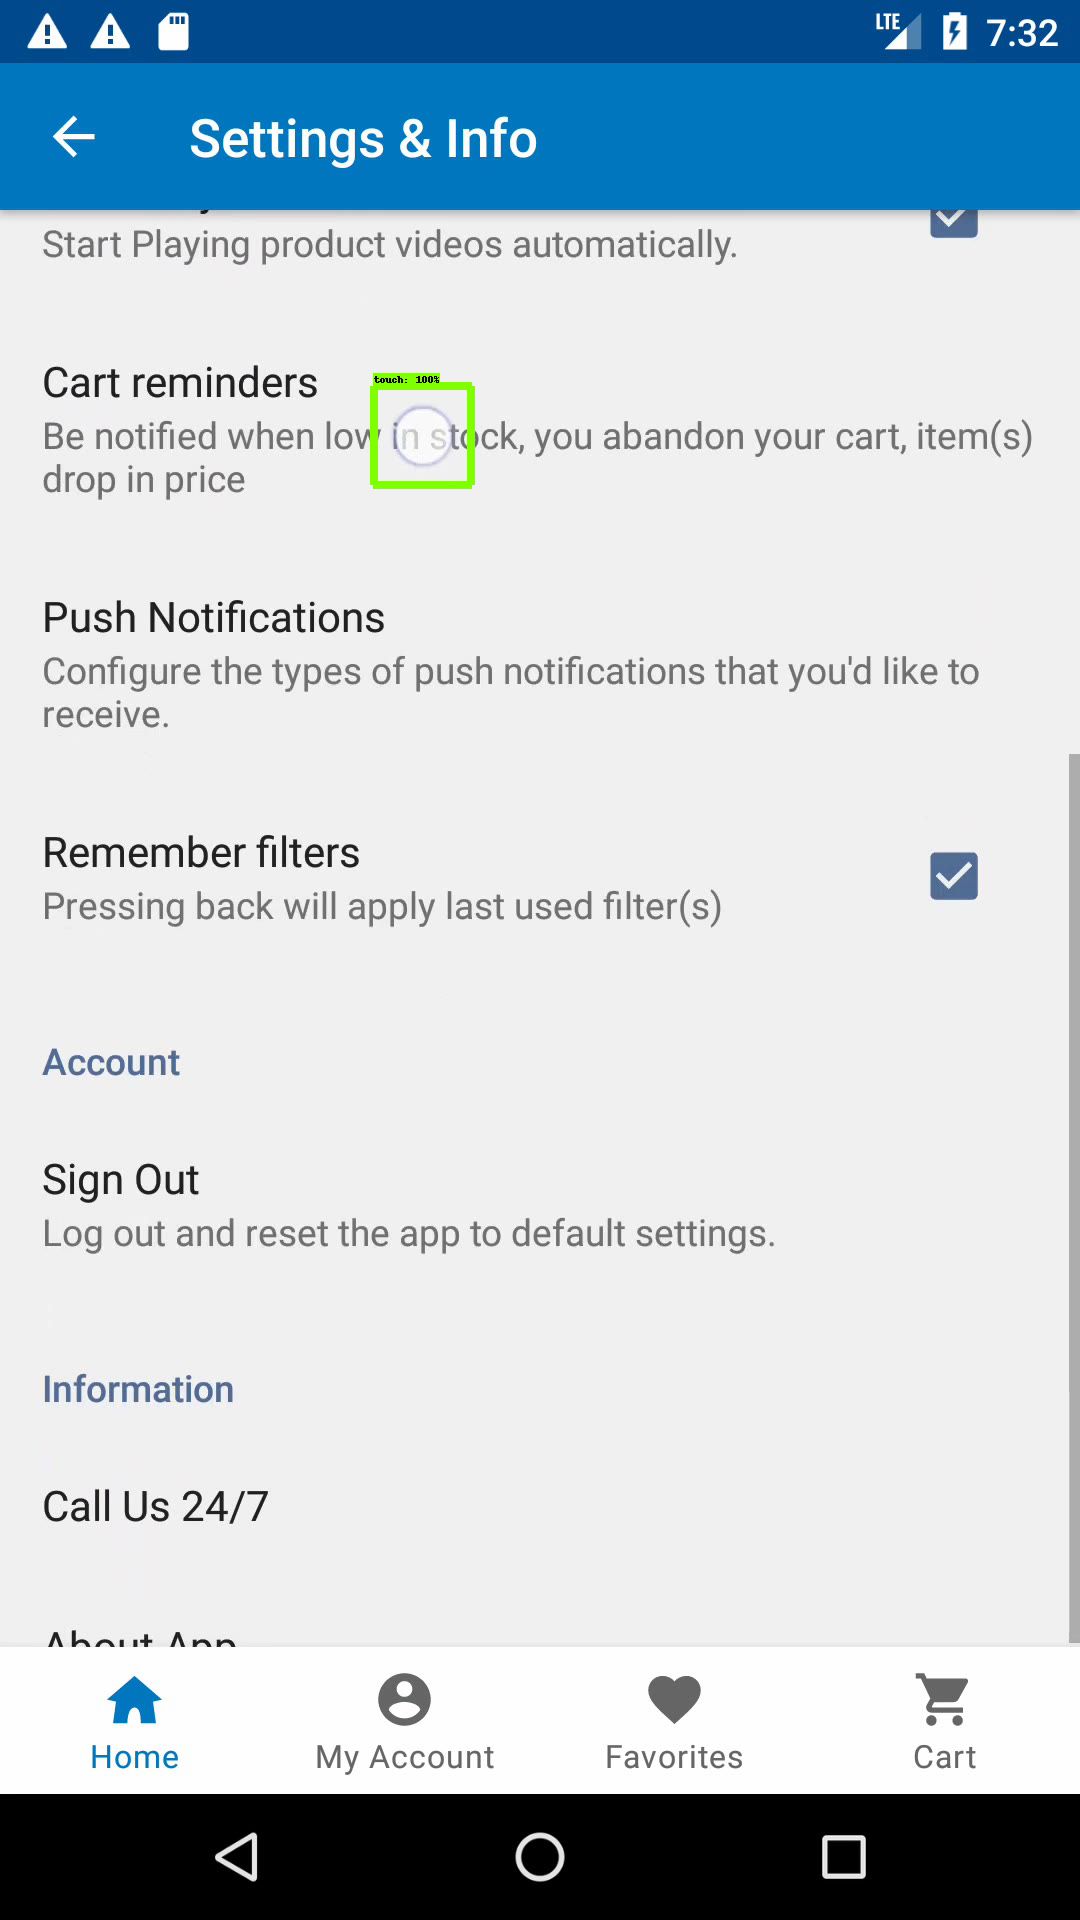 LTE 7:32
Settings & Info
Start Playing product videos automatically.
Cart reminders
touch: 100%
Be notified when low in stock, you abandon your cart, item(s)
drop in price
Push Notifications
Configure the types of push notifications that you'd like to
receive.
Remember filters
Pressing back will apply last used filter(s)
Account
Sign Out
Log out and reset the app to default settings.
Information
Call Us 24/7
About App
Home
My Account
Favorites
Cart